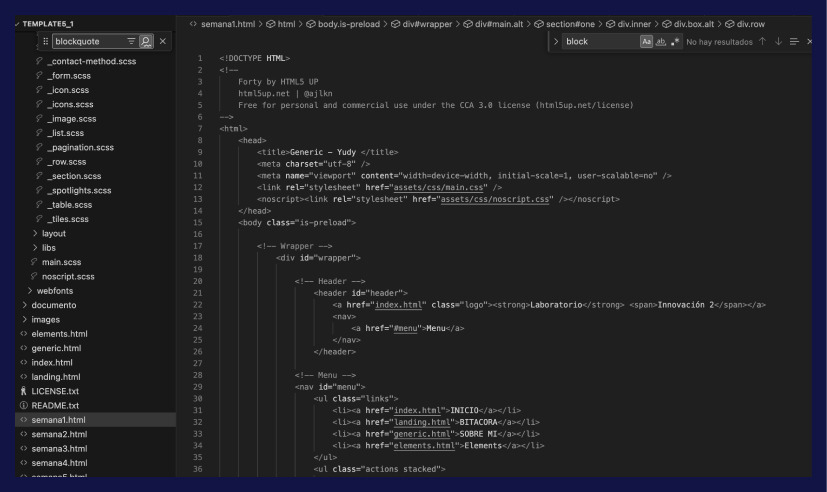 TEMPLATES_1
blockquote
_contact-method.scss
_form.scss
_icon.scss
_icons.scss
_image.scss
_list.scss
_pagination.scss
_row.scss
_section.scss
_spotlights.scss
_table.scss
_tiles.scss
layout
libs
main.scss
noscript.scss
webfonts
documento
images
elements.html
generic.html
index.html
landing.html
LICENSE.txt
README.txt
semana1.html
semana2.html
semana3.html
semana4.html
semana5.html
semana1.html > html > body.is-preload > div#wrapper > div#main.alt > section#one > div.inner > div.box.alt > div.row
block Aa ab, .* No hay resultados
1 <!DOCTYPE HTML>
2 <!--
3 Forty by HTML5 UP
4 html5up.net | @ajlkn
5 Free for personal and commercial use under the CCA 3.0 license (html5up.net/license)
6 -->
7 <html>
8 <head>
9 <title>Generic - Yudy </title>
10 <meta charset="utf-8" />
11 <meta name="viewport" content="width=device-width, initial-scale=1, user-scalable=no" />
12 <link rel="stylesheet" href="assets/css/main.css" />
13 <noscript><link rel="stylesheet" href="assets/css/noscript.css" /></noscript>
14 </head>
15 <body class="is-preload">
16
17 <!-- Wrapper -->
18 <div id="wrapper">
19
20 <!-- Header -->
21 <header id="header">
22 <a href="index.html" class="logo"><strong>Laboratorio</strong> <span>Innovación 2</span></a>
23 <nav>
24 <a href="#menu">Menu</a>
25 </nav>
26 </header>
27
28 <!-- Menu -->
29 <nav id="menu">
30 <ul class="links">
31 <li><a href="index.html">INICIO</a></li>
32 <li><a href="landing.html">BITACORA</a></li>
33 <li><a href="generic.html">SOBRE MI</a></li>
34 <li><a href="elements.html">Elements</a></li>
35 </ul>
36 <ul class="actions stacked">